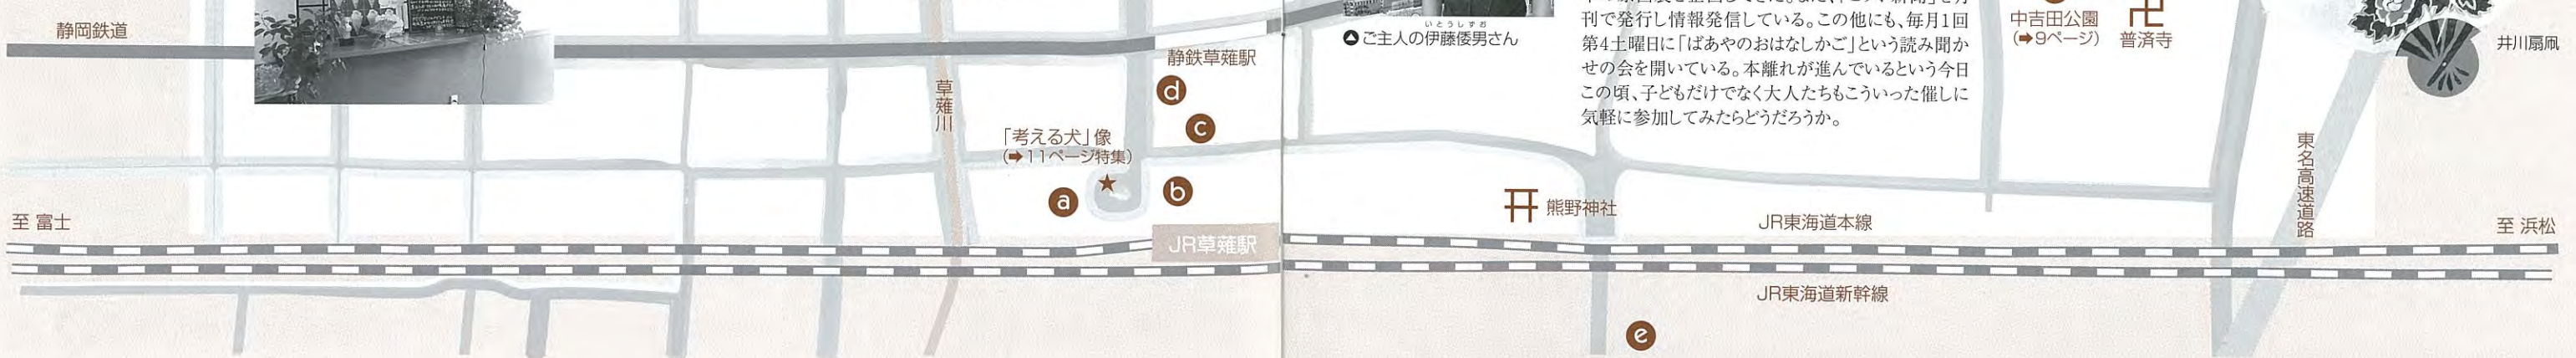 静岡鉄道
草薙川
「考える犬」像
(➡11ページ特集)
静鉄草薙駅
d
c
a
b
至 富士
JR草薙駅
いとうしずお
ご主人の伊藤倭男さん
刊で発行し情報発信している。この他にも、毎月1回
第4土曜日に「ばあやのおはなしかご」という読み聞か
せの会を開いている。本離れが進んでいるという今日
この頃、子どもだけでなく大人たちもこういった催しに
気軽に参加してみたらどうだろうか。
中吉田公園
(➡9ページ)
卍
普済寺
井川扇凧
東名高速道路
熊野神社
JR東海道本線
至 浜松
JR東海道新幹線
e